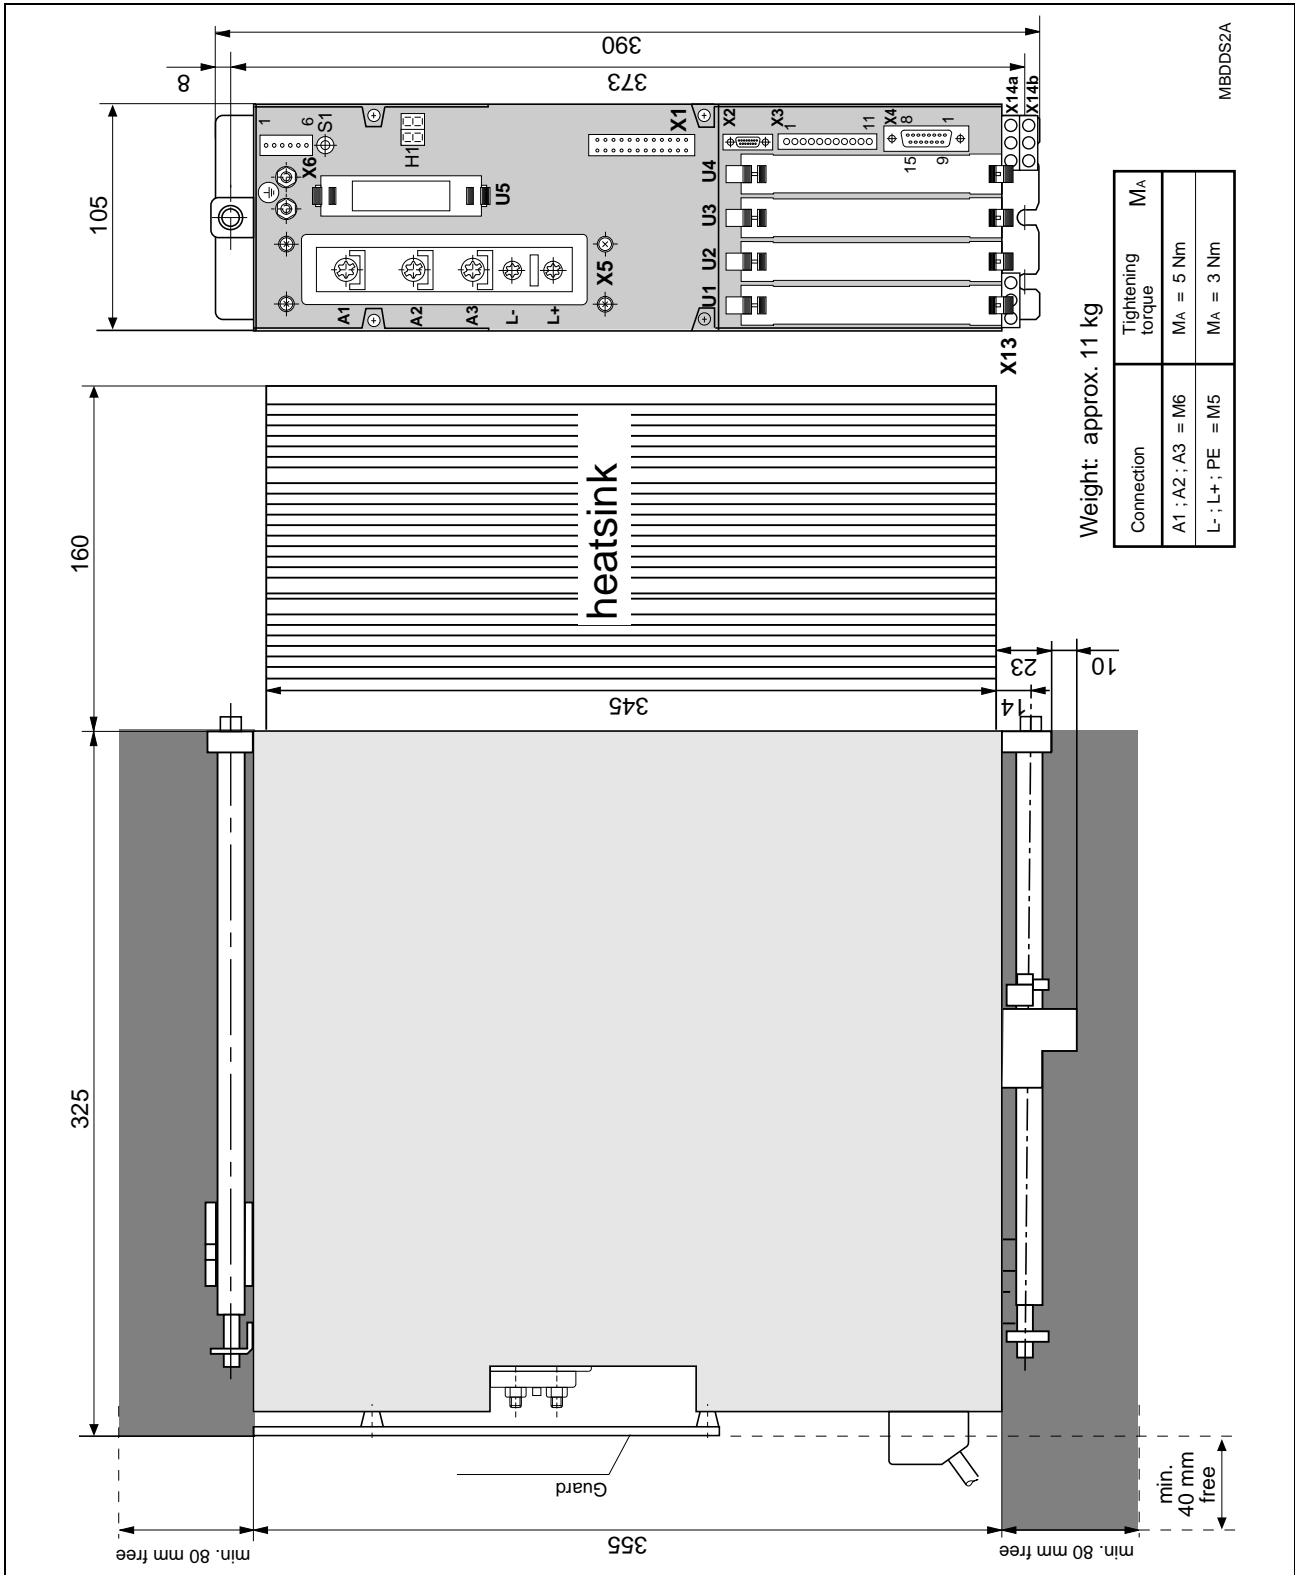 390
8
373
MBDDS2A
105
1
6
S1
X6
H1
U5
X1
X2
X3
1
11
X4
8
1
15
9
X14a
X14b
U4
U3
U2
U1
X5
A1
A2
A3
L-
L+
X13
160
heatsink
345
23
14
10
Weight: approx. 11 kg
Connection
Tightening
torque
MA
A1 ; A2 ; A3 = M6
MA = 5 Nm
L- ; L+ ; PE = M5
MA = 3 Nm
325
Guard
min.
40 mm
free
355
min. 80 mm free
min. 80 mm free